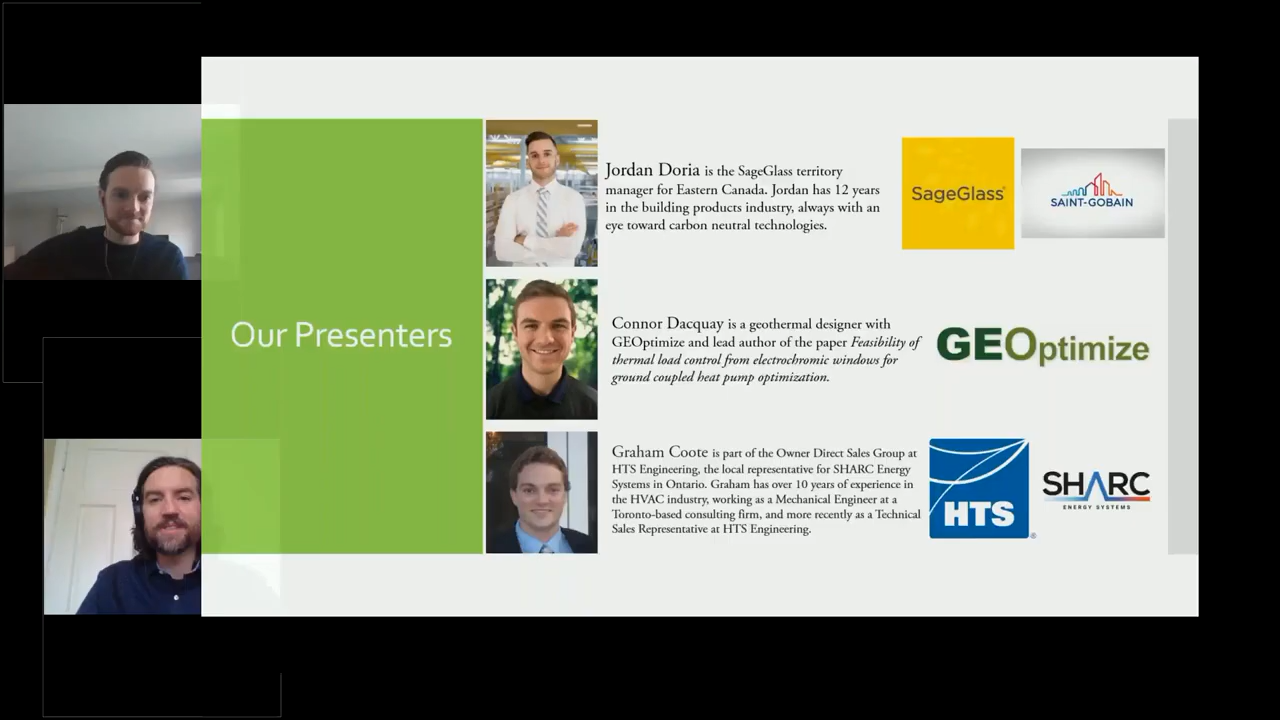 Our Presenters
Jordan Doria is the SageGlass territory
manager for Eastern Canada. Jordan has 12 years
in the building products industry, always with an
eye toward carbon neutral technologies.
SageGlass®
SAINT-GOBAIN
Connor Dacquay is a geothermal designer with
GEOptimize and lead author of the paper Feasibility of
thermal load control from electrochromic windows for
ground coupled heat pump optimization.
GEOptimize
Graham Coote is part of the Owner Direct Sales Group at
HTS Engineering, the local representative for SHARC Energy
Systems in Ontario. Graham has over 10 years of experience in
the HVAC industry, working as a Mechanical Engineer at a
Toronto-based consulting firm, and more recently as a Technical
Sales Representative at HTS Engineering.
HTS®
SHARC
ENERGY SYSTEMS